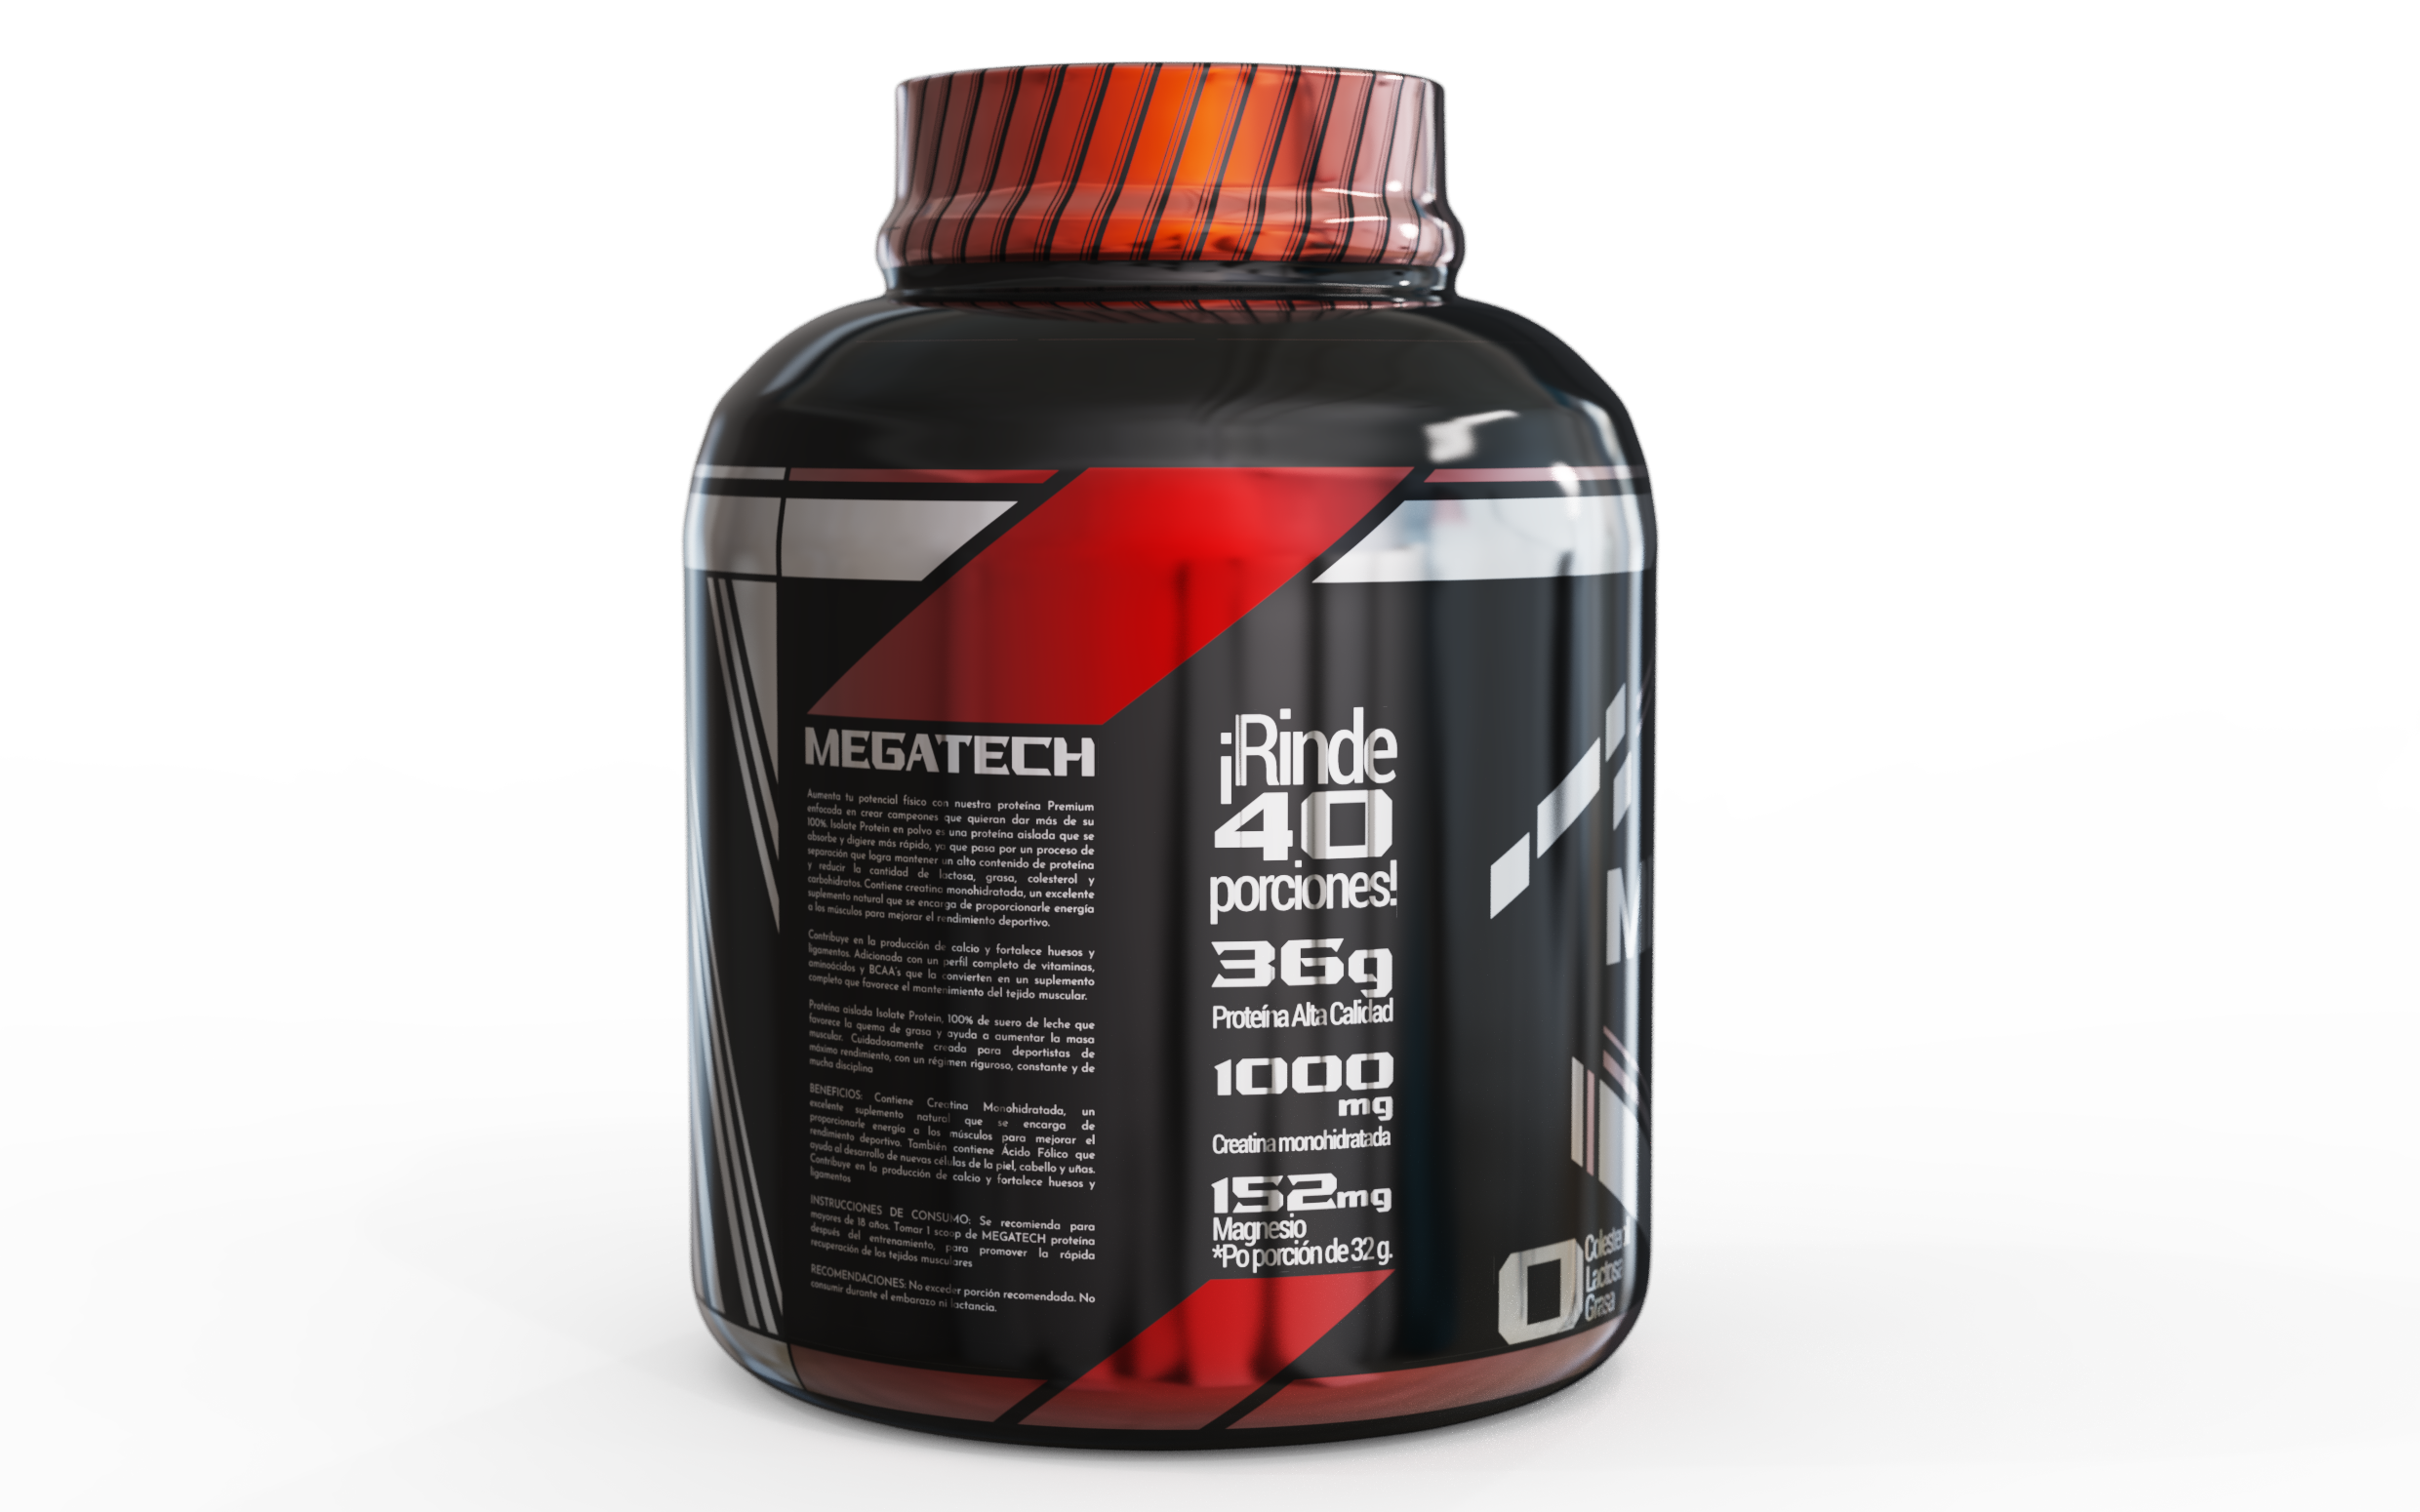 MEGATECH
Aumenta tu potencial físico con nuestra proteína Premium
enfocada en crear campeones que quieran dar más de su
100%. Isolate Protein en polvo es una proteína aislada que se
absorbe y digiere más rápido, ya que pasa por un proceso de
separación que logra mantener un alto contenido de proteína
y reducir la cantidad de lactosa, grasa, colesterol y
carbohidratos. Contiene creatina monohidratada, un excelente
suplemento natural que se encarga de proporcionarle energía
a los músculos para mejorar el rendimiento deportivo.
Contribuye en la producción de calcio y fortalece huesos y
ligamentos. Adicionada con un perfil completo de vitaminas,
aminoácidos y BCAA's que la convierten en un suplemento
completo que favorece el mantenimiento del tejido muscular.
Proteína aislada Isolate Protein, 100% de suero de leche que
favorece la quema de grasa y ayuda a aumentar la masa
muscular. Cuidadosamente creada para deportistas de
máximo rendimiento, con un régimen riguroso, constante y de
mucha disciplina
BENEFICIOS: Contiene Creatina Monohidratada, un
excelente suplemento natural que se encarga de
proporcionarle energía a los músculos para mejorar el
rendimiento deportivo. También contiene Ácido Fólico que
ayuda al desarrollo de nuevas células de la piel, cabello y uñas.
Contribuye en la producción de calcio y fortalece huesos y
ligamentos
INSTRUCCIONES DE CONSUMO: Se recomienda para
mayores de 18 años. Tomar 1 scoop de MEGATECH proteína
después del entrenamiento, para promover la rápida
recuperación de los tejidos musculares
RECOMENDACIONES: No exceder porción recomendada. No
consumir durante el embarazo ni lactancia.
¡Rinde
40
porciones!
36g
Proteína Alta Calidad
1000
mg
Creatina monohidratada
152mg
Magnesio
*Po porción de 32 g.
M
0
Colesterol
Lactosa
Grasa